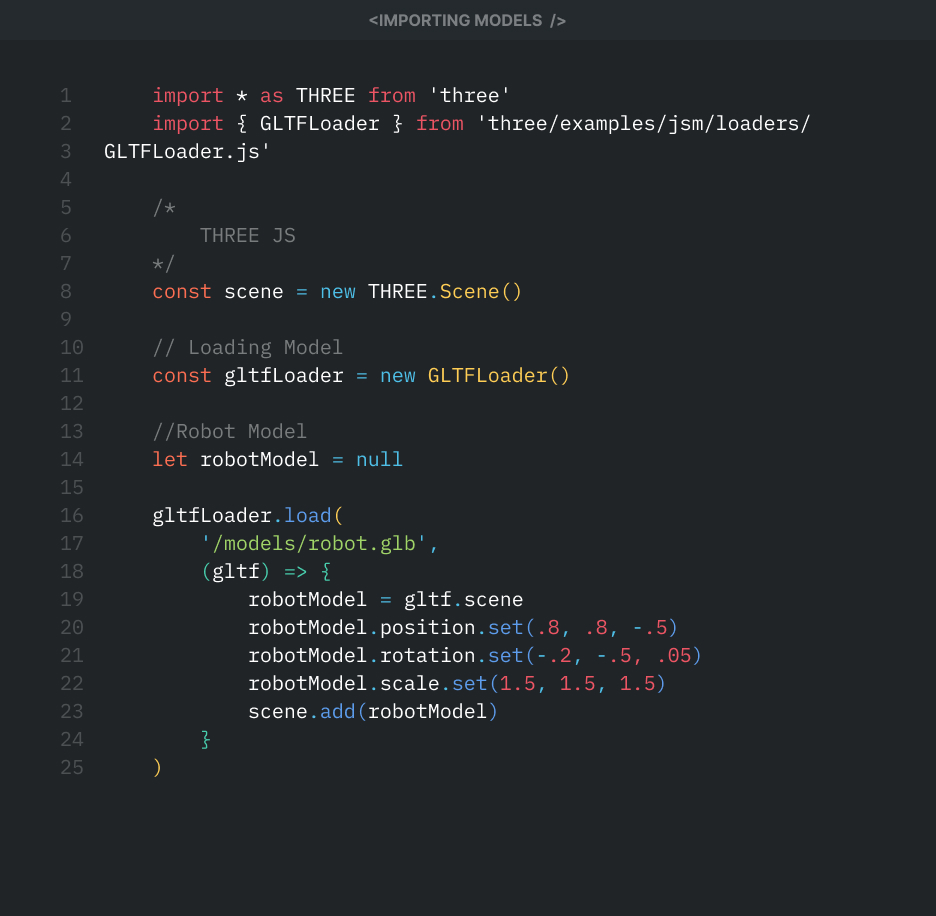 <IMPORTING MODELS />
1 import * as THREE from 'three'
2 import { GLTFLoader } from 'three/examples/jsm/loaders/
3 GLTFLoader.js'
4
5 /*
6 THREE JS
7 */
8 const scene = new THREE.Scene()
9
10 // Loading Model
11 const gltfLoader = new GLTFLoader()
12
13 //Robot Model
14 let robotModel = null
15
16 gltfLoader.load(
17 '/models/robot.glb',
18 (gltf) => {
19 robotModel = gltf.scene
20 robotModel.position.set(.8, .8, -.5)
21 robotModel.rotation.set(-.2, -.5, .05)
22 robotModel.scale.set(1.5, 1.5, 1.5)
23 scene.add(robotModel)
24 }
25 )